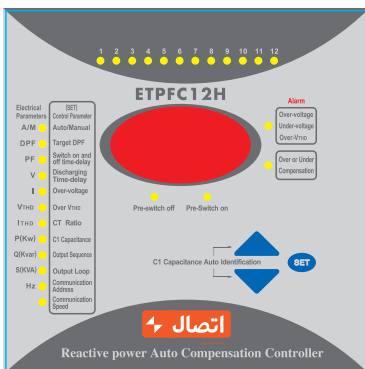 1 2 3 4 5 6 7 8 9 10 11 12
ETPFC12H
Electrical Parameters
[SET] Control Parameter
A/M Auto/Manual
DPF Target DPF
PF Switch on and off time-delay
V Discharging Time-delay
I Over-voltage
VTHD Over VTHD
ITHD CT Ratio
P(Kw) C1 Capacitance
Q(Kvar) Output Sequence
S(KVA) Output Loop
Hz Communication Address
Communication Speed
Alarm
Over-voltage
Under-voltage
Over-VTHD
Over or Under
Compensation
Pre-switch off Pre-Switch on
C1 Capacitance Auto Identification
SET
اتصال
Reactive power Auto Compensation Controller